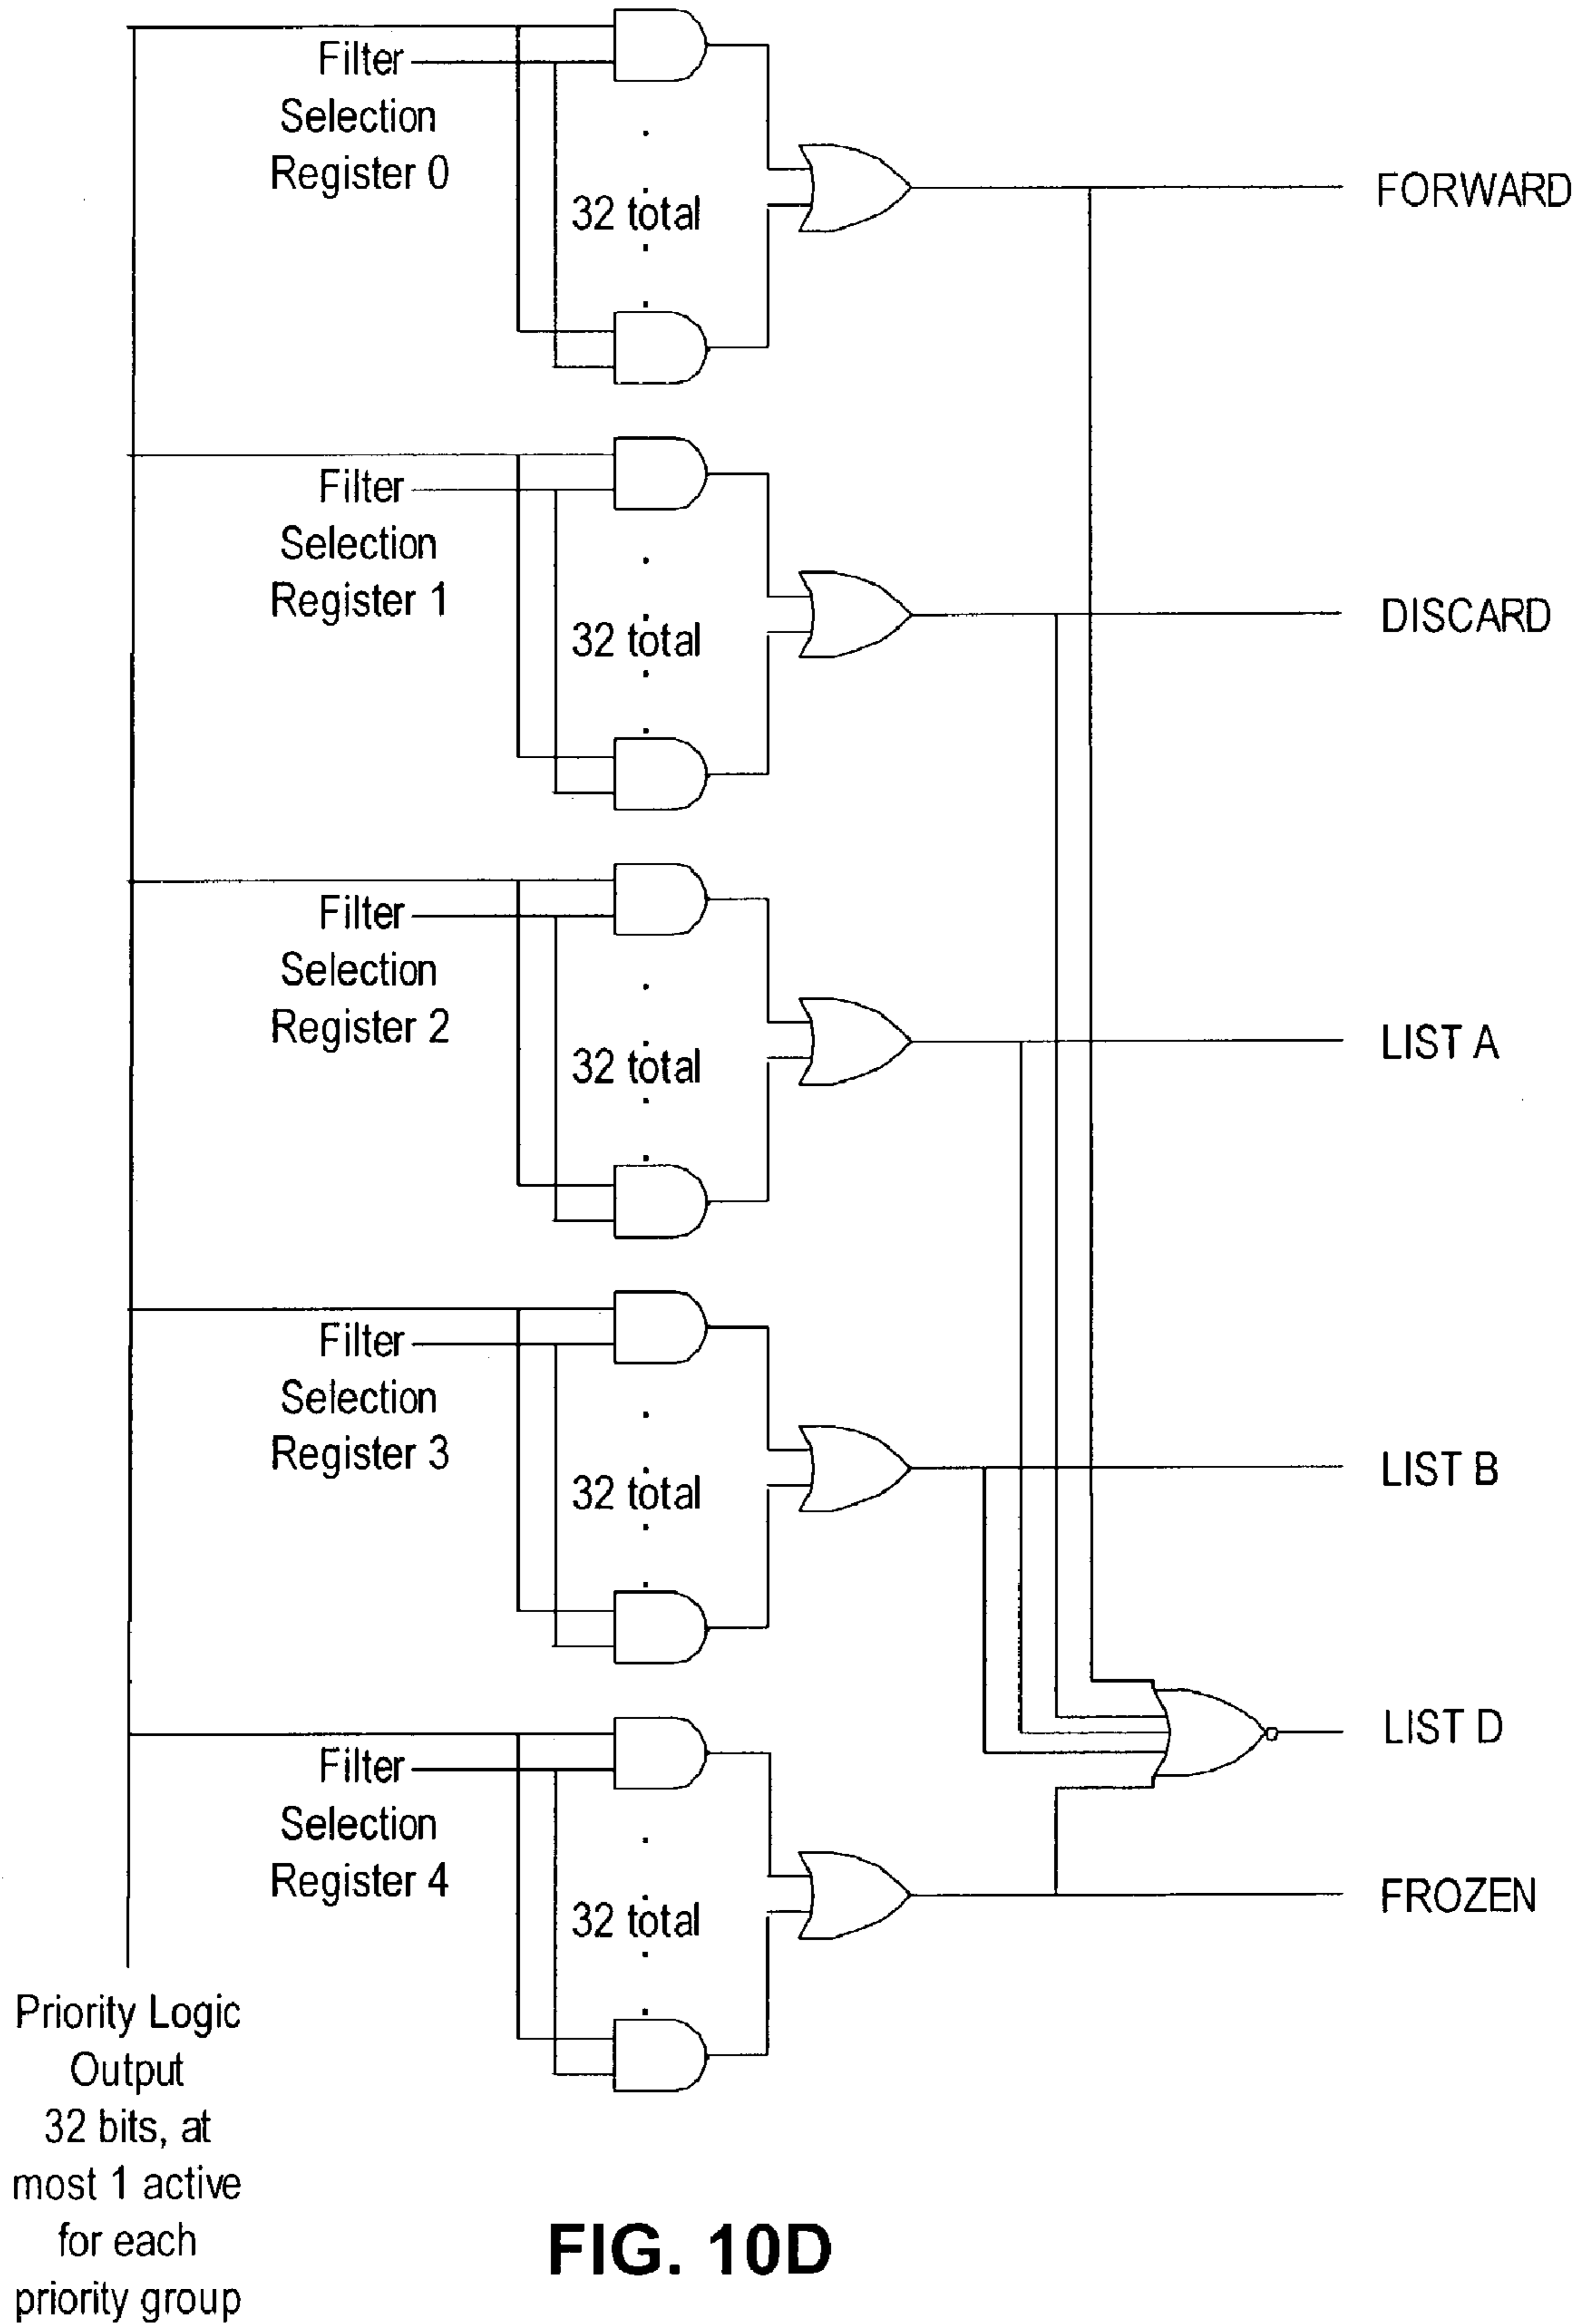 Filter
Selection
Register 0
32 total
FORWARD
Filter
Selection
Register 1
32 total
DISCARD
Filter
Selection
Register 2
32 total
LIST A
Filter
Selection
Register 3
32 total
LIST B
LIST D
Filter
Selection
Register 4
32 total
FROZEN
Priority Logic
Output
32 bits, at
most 1 active
for each
priority group
FIG. 10D